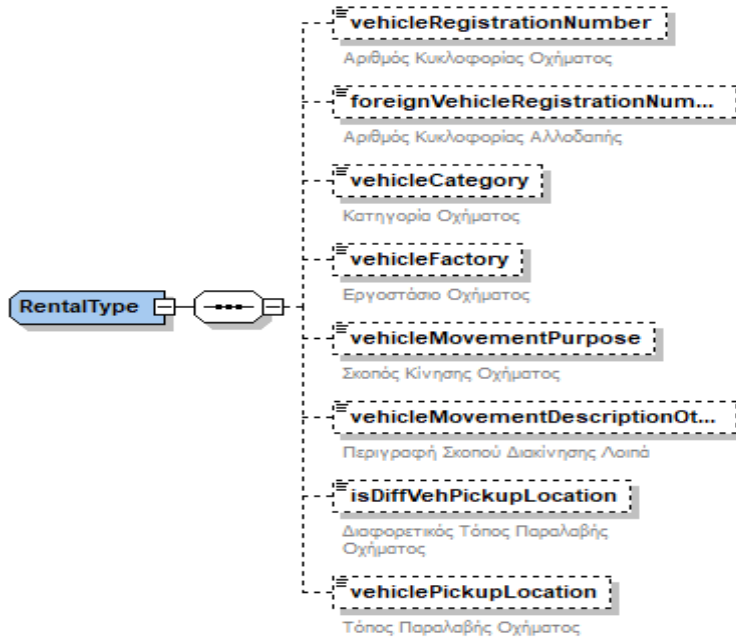 vehicleRegistrationNumber
Αριθμός Κυκλοφορίας Οχήματος
foreignVehicleRegistrationNum...
Αριθμός Κυκλοφορίας Αλλοδαπής
vehicleCategory
Κατηγορία Οχήματος
vehicleFactory
Εργοστάσιο Οχήματος
RentalType
vehicleMovementPurpose
Σκοπός Κίνησης Οχήματος
vehicleMovementDescriptionOt...
Περιγραφή Σκοπού Διακίνησης Λοιπά
isDiffVehPickupLocation
Διαφορετικός Τόπος Παραλαβής
Οχήματος
vehiclePickupLocation
Τόπος Παραλαβής Οχήματος